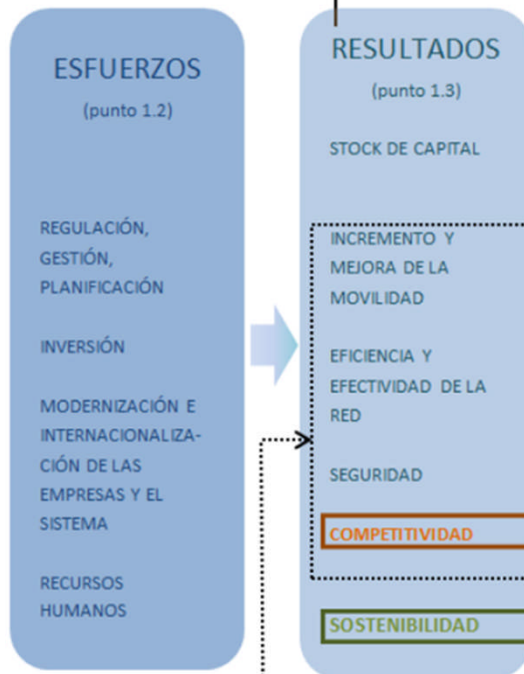 ESFUERZOS
(punto 1.2)
REGULACIÓN,
GESTIÓN,
PLANIFICACIÓN
INVERSIÓN
MODERNIZACIÓN E
INTERNACIONALIZA-
CIÓN DE LAS
EMPRESAS Y EL
SISTEMA
RECURSOS
HUMANOS
RESULTADOS
(punto 1.3)
STOCK DE CAPITAL
INCREMENTO Y
MEJORA DE LA
MOVILIDAD
EFICIENCIA Y
EFECTIVIDAD DE LA
RED
SEGURIDAD
COMPETITIVIDAD
SOSTENIBILIDAD